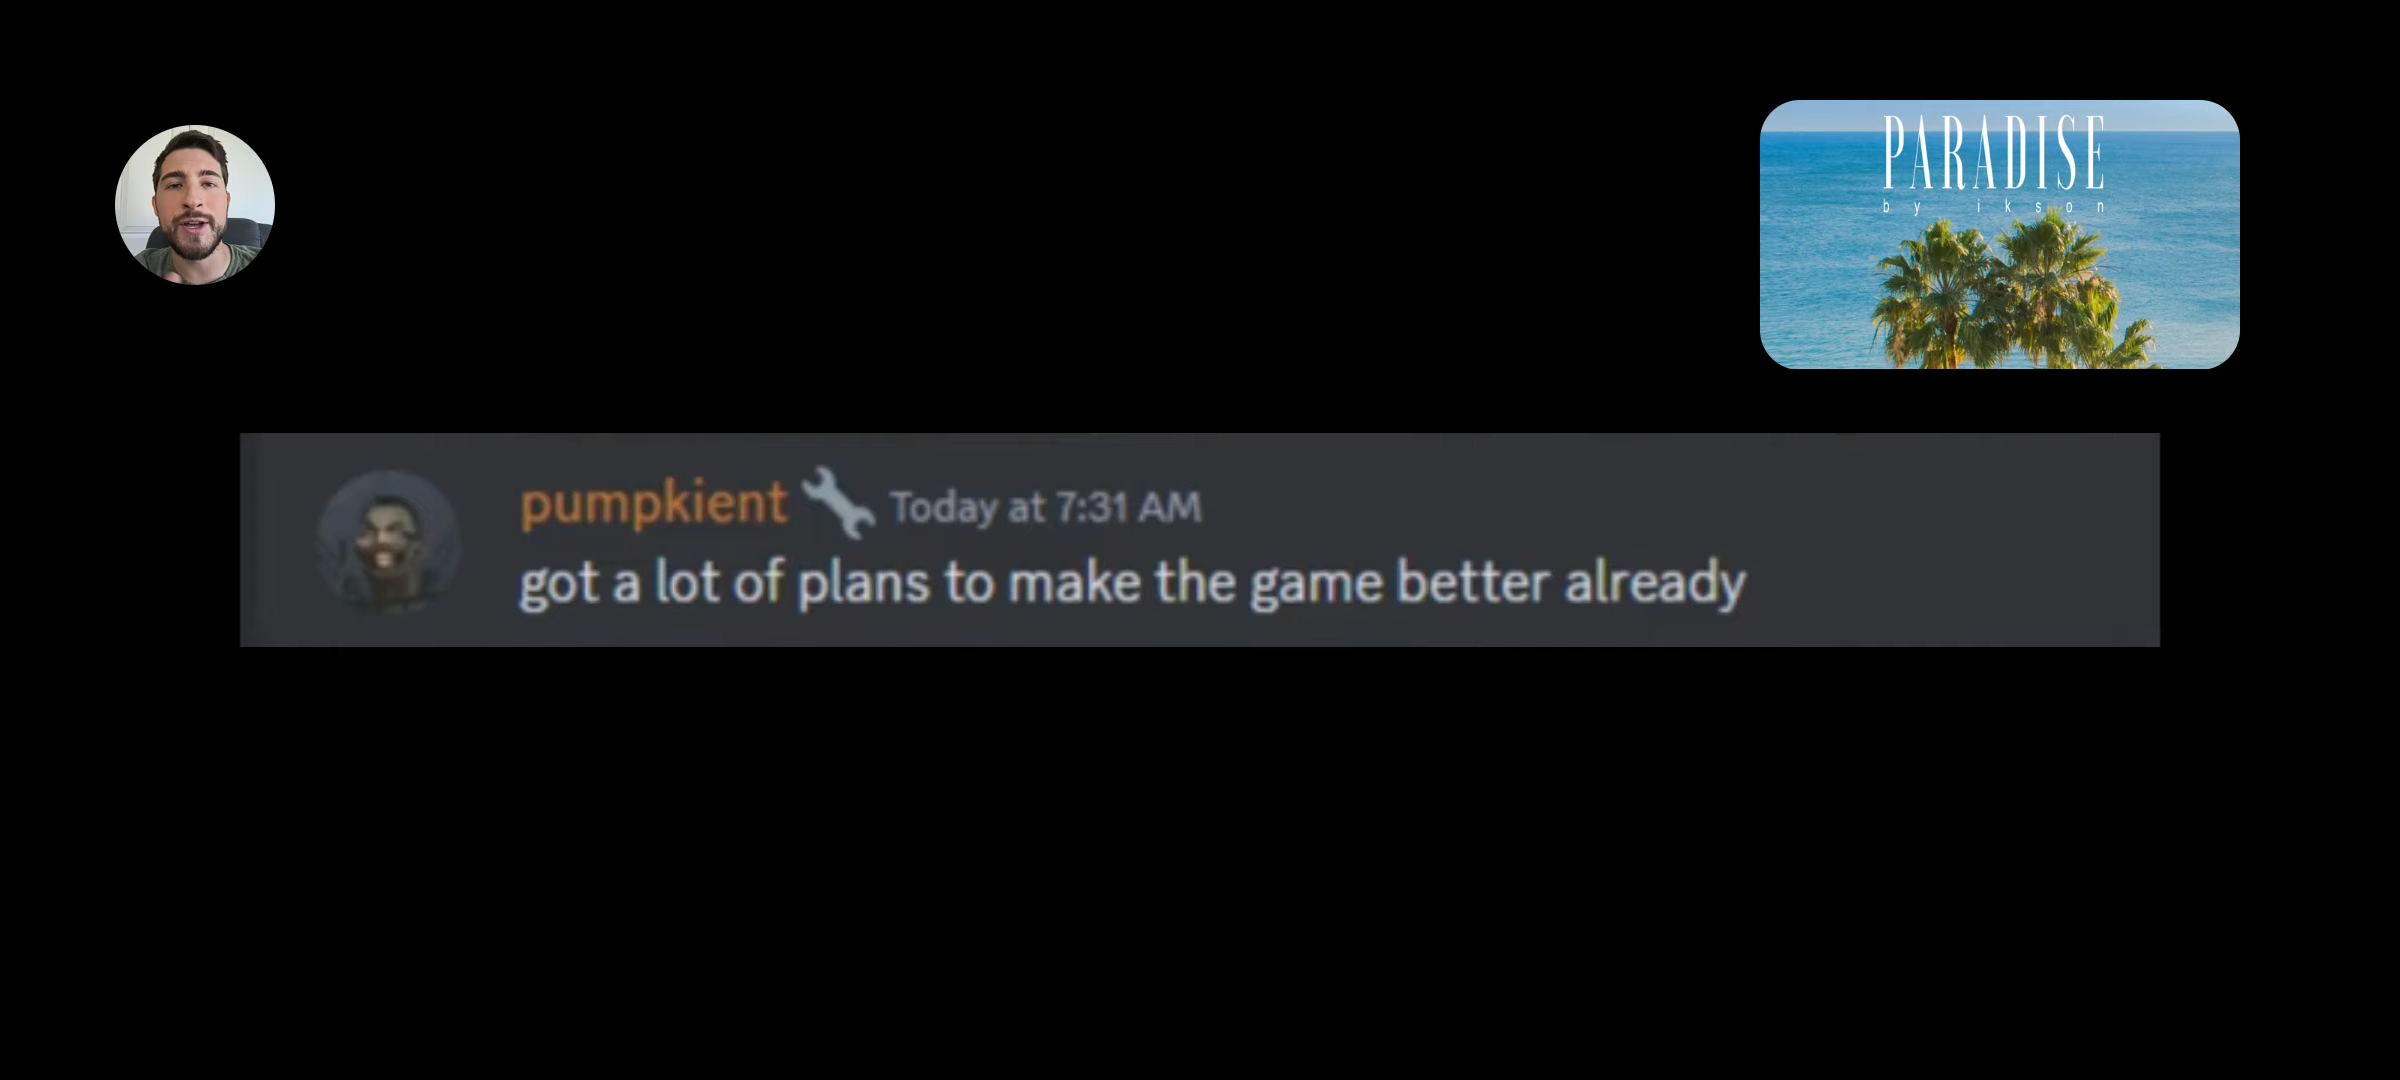 PARADISE
by ikson
pumpkient Today at 7:31 AM
got a lot of plans to make the game better already